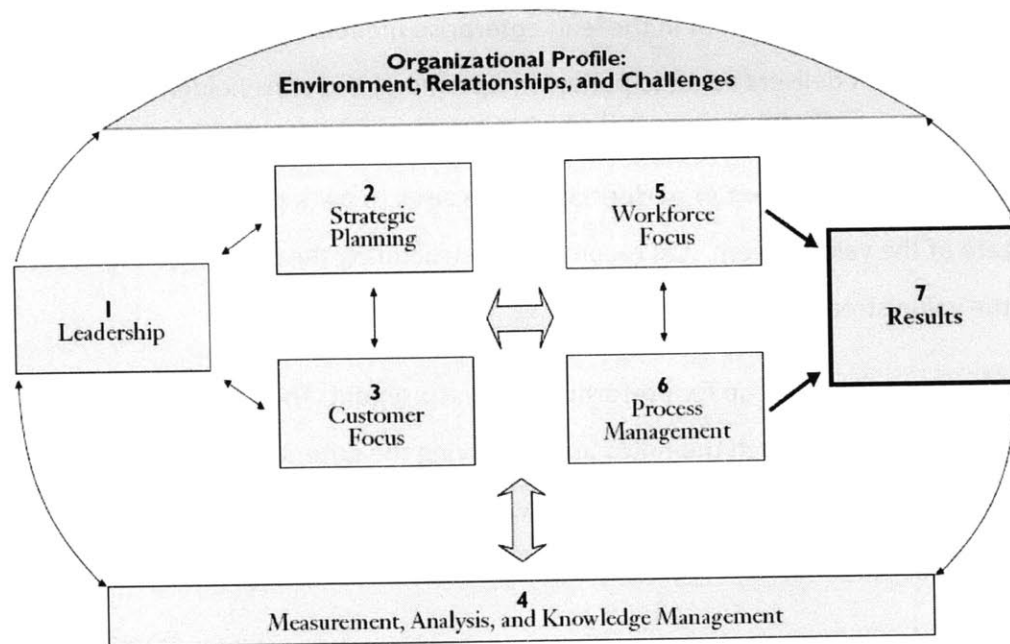 Organizational Profile:
Environment, Relationships, and Challenges
2
Strategic
Planning
5
Workforce
Focus
1
Leadership
7
Results
3
Customer
Focus
6
Process
Management
4
Measurement, Analysis, and Knowledge Management